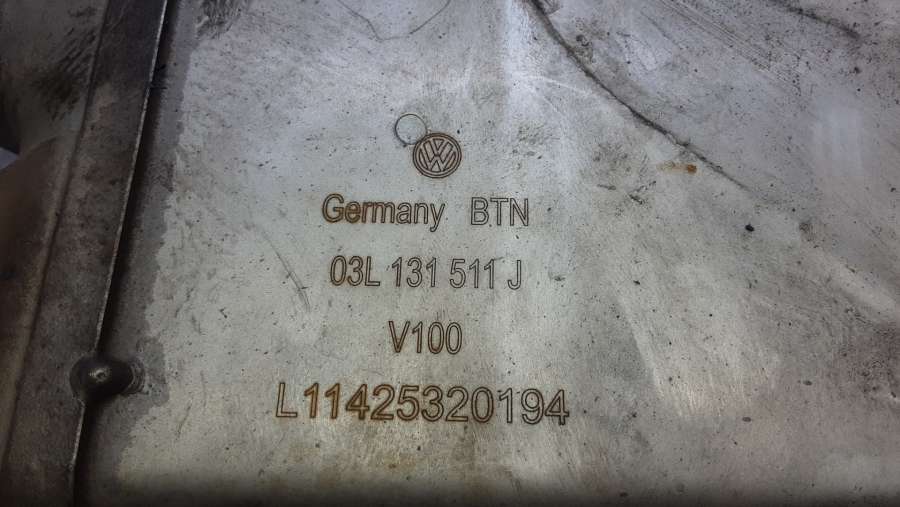 Germany BTN
03L 131 511 J
V100
L11425320194